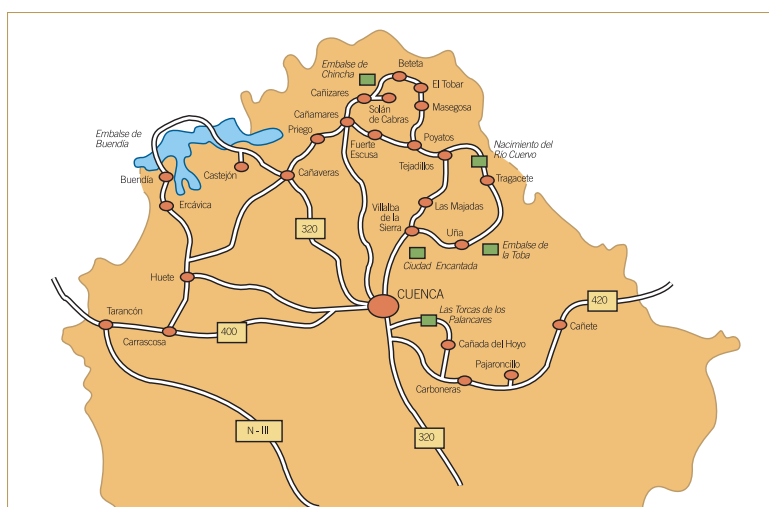 Beteta
Embalse de
Chincha
El Tobar
Cañizares
Solán
de Cabras
Masegosa
Cañamares
Priego
Fuerte
Escusa
Poyatos
Nacimiento del
Río Cuervo
Embalse de
Buendía
Tejadillos
Tragacete
Buendía
Castejón
Cañaveras
Ercávica
Las Majadas
Villalba
de la
Sierra
Uña
320
Embalse de
la Toba
Ciudad Encantada
Huete
CUENCA
420
Tarancón
Las Torcas de los
Palancares
Cañete
400
Carrascosa
Cañada del Hoyo
Pajaroncillo
Carboneras
N - III
320